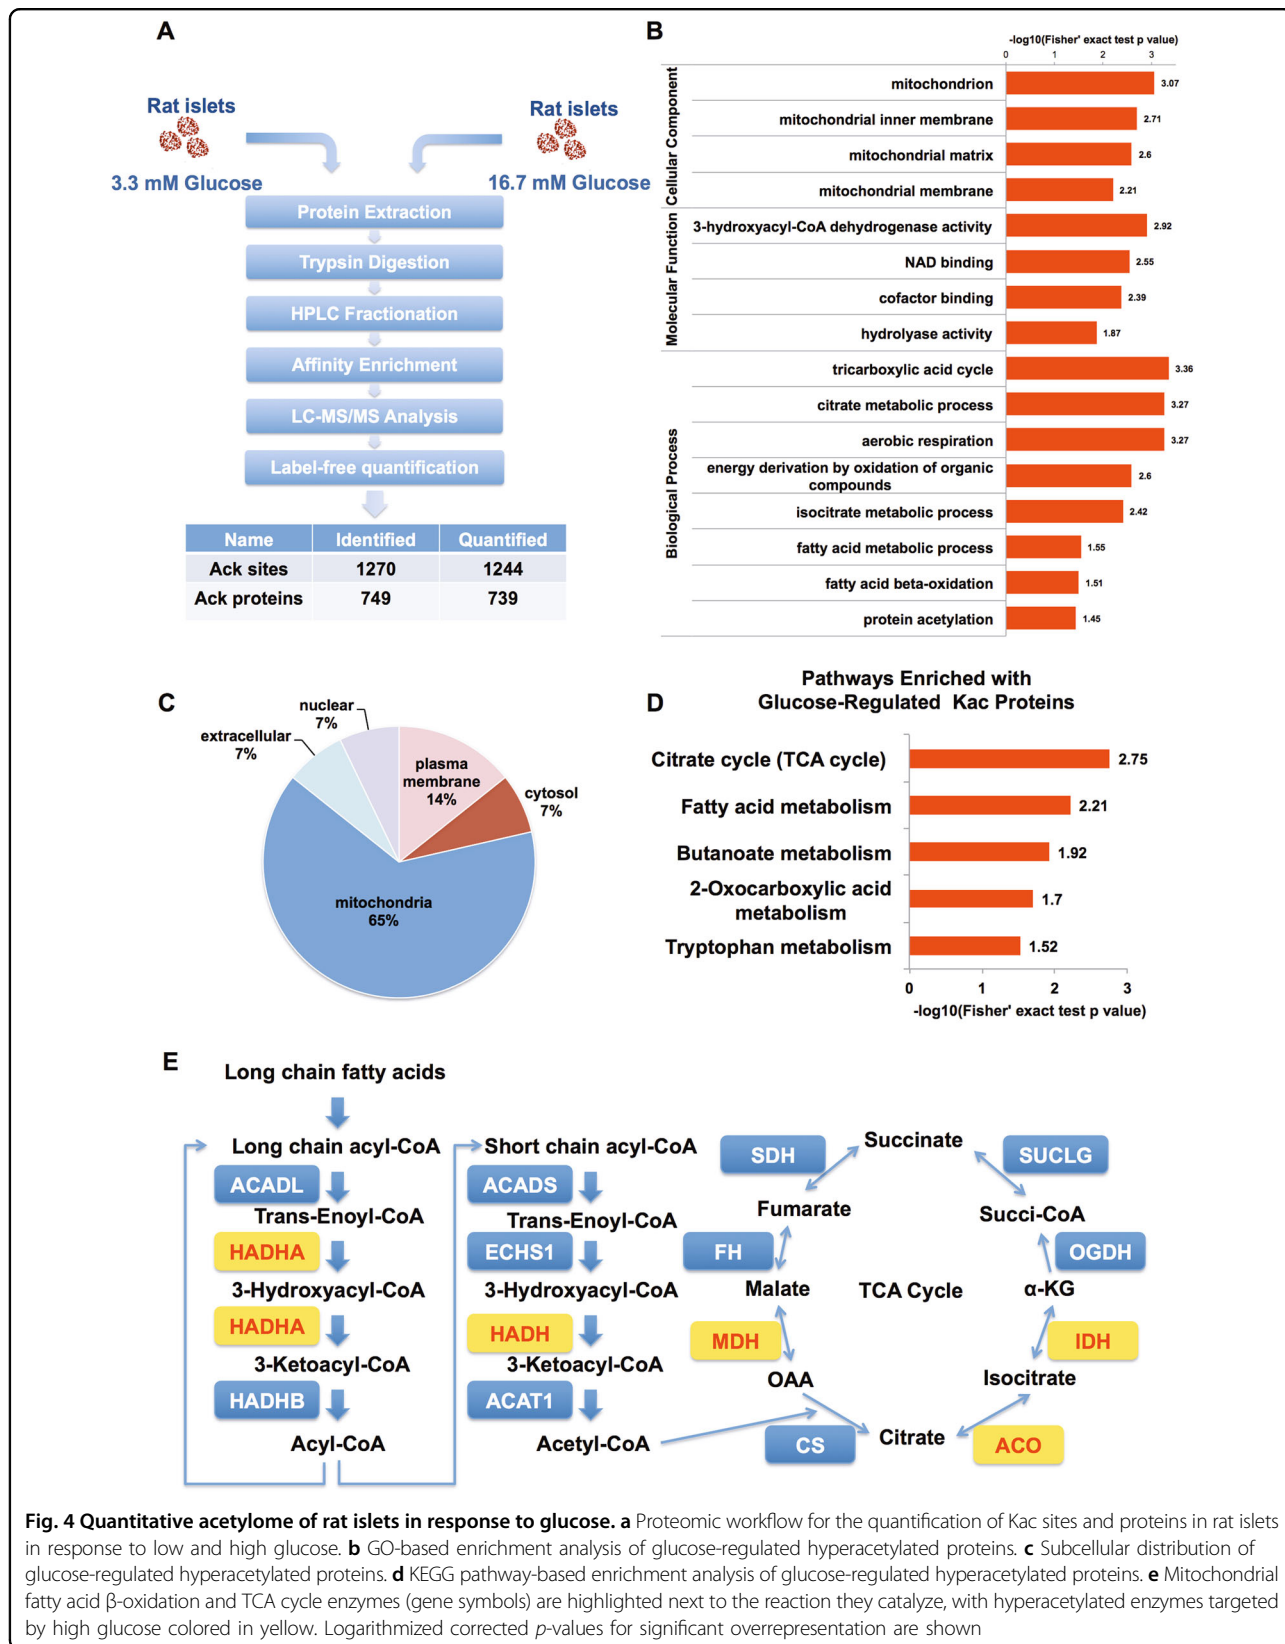 A
Rat islets
3.3 mM Glucose
Rat islets
16.7 mM Glucose
Protein Extraction
Trypsin Digestion
HPLC Fractionation
Affinity Enrichment
LC-MS/MS Analysis
Label-free quantification
Name Identified Quantified
Ack sites 1270 1244
Ack proteins 749 739
B
-log10(Fisher' exact test p value)
0 1 2 3
Cellular Component
mitochondrion 3.07
mitochondrial inner membrane 2.71
mitochondrial matrix 2.6
mitochondrial membrane 2.21
Molecular Function
3-hydroxyacyl-CoA dehydrogenase activity 2.92
NAD binding 2.55
cofactor binding 2.39
hydrolyase activity 1.87
Biological Process
tricarboxylic acid cycle 3.36
citrate metabolic process 3.27
aerobic respiration 3.27
energy derivation by oxidation of organic
compounds 2.6
isocitrate metabolic process 2.42
fatty acid metabolic process 1.55
fatty acid beta-oxidation 1.51
protein acetylation 1.45
C
nuclear
7%
extracellular
7%
plasma
membrane
14%
cytosol
7%
mitochondria
65%
D
Pathways Enriched with
Glucose-Regulated Kac Proteins
Citrate cycle (TCA cycle) 2.75
Fatty acid metabolism 2.21
Butanoate metabolism 1.92
2-Oxocarboxylic acid
metabolism 1.7
Tryptophan metabolism 1.52
0 1 2 3
-log10(Fisher' exact test p value)
E
Long chain fatty acids
Long chain acyl-CoA
ACADL
Trans-Enoyl-CoA
HADHA
3-Hydroxyacyl-CoA
HADHA
3-Ketoacyl-CoA
HADHB
Acyl-CoA
Short chain acyl-CoA
ACADS
Trans-Enoyl-CoA
ECHS1
3-Hydroxyacyl-CoA
HADH
3-Ketoacyl-CoA
ACAT1
Acetyl-CoA
SDH
Succinate
SUCLG
Fumarate
Succi-CoA
FH
OGDH
Malate
TCA Cycle
α-KG
MDH
IDH
OAA
Isocitrate
CS
Citrate
ACO
Fig. 4 Quantitative acetylome of rat islets in response to glucose. a Proteomic workflow for the quantification of Kac sites and proteins in rat islets
in response to low and high glucose. b GO-based enrichment analysis of glucose-regulated hyperacetylated proteins. c Subcellular distribution of
glucose-regulated hyperacetylated proteins. d KEGG pathway-based enrichment analysis of glucose-regulated hyperacetylated proteins. e Mitochondrial
fatty acid β-oxidation and TCA cycle enzymes (gene symbols) are highlighted next to the reaction they catalyze, with hyperacetylated enzymes targeted
by high glucose colored in yellow. Logarithmized corrected p-values for significant overrepresentation are shown